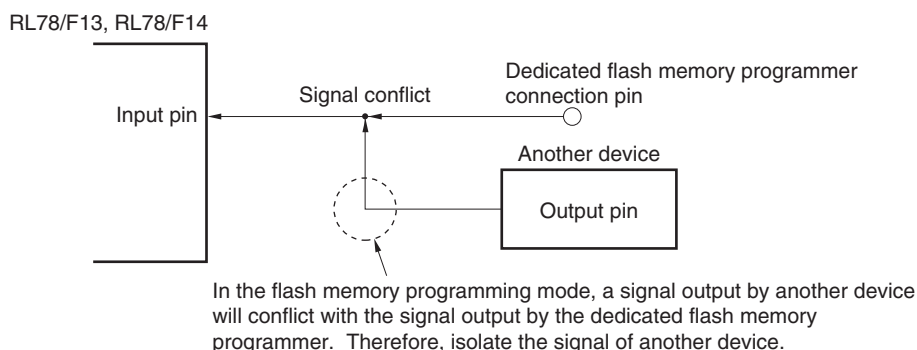 RL78/F13, RL78/F14
Dedicated flash memory programmer
connection pin
Signal conflict
Input pin
Another device
Output pin
In the flash memory programming mode, a signal output by another device
will conflict with the signal output by the dedicated flash memory
programmer.  Therefore, isolate the signal of another device.